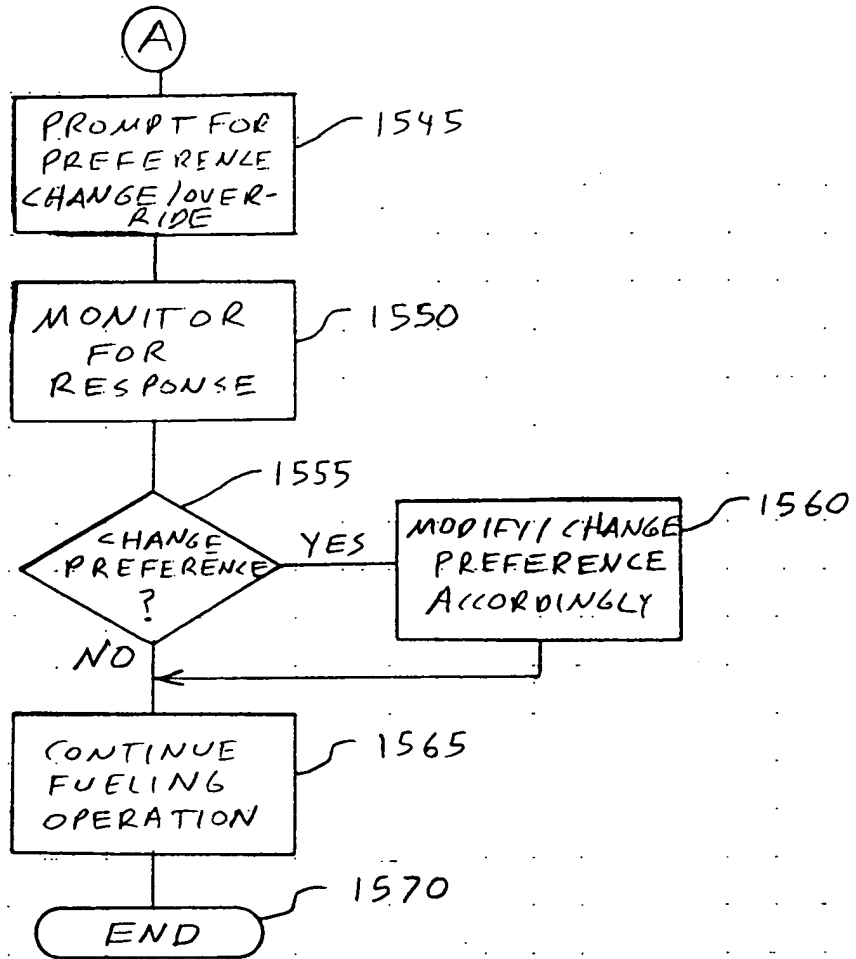 A
PROMPT FOR
PREFERENCE
CHANGE/OVER-
RIDE
1545
MONITOR
FOR
RESPONSE
1550
1555
CHANGE
PREFERENCE
?
YES
NO
MODIFY/CHANGE
PREFERENCE
ACCORDINGLY
1560
CONTINUE
FUELING
OPERATION
1565
END
1570